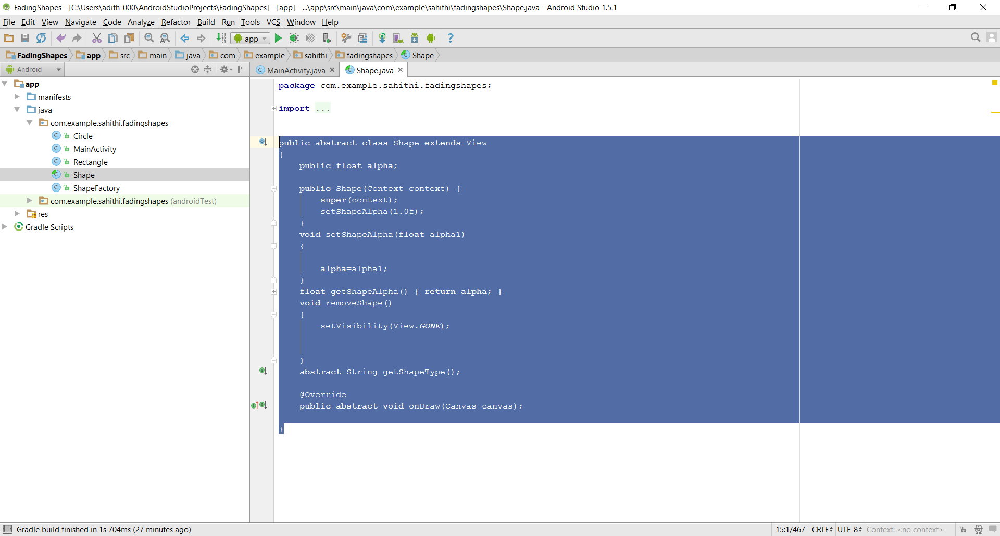 FadingShapes - [C:\Users\adith_000\AndroidStudioProjects\FadingShapes] - [app] - ...\app\src\main\java\com\example\sahithi\fadingshapes\Shape.java - Android Studio 1.5.1
File Edit View Navigate Code Analyze Refactor Build Run Tools VCS Window Help
app
FadingShapes app src main java com example sahithi fadingshapes Shape
Android
MainActivity.java Shape.java
app
manifests
java
com.example.sahithi.fadingshapes
Circle
MainActivity
Rectangle
Shape
ShapeFactory
com.example.sahithi.fadingshapes (androidTest)
res
Gradle Scripts
package com.example.sahithi.fadingshapes;
import ...
public abstract class Shape extends View
{
public float alpha;
public Shape(Context context) {
super(context);
setShapeAlpha(1.0f);
}
void setShapeAlpha(float alpha1)
{
alpha=alpha1;
}
float getShapeAlpha() { return alpha; }
void removeShape()
{
setVisibility(View.GONE);
}
abstract String getShapeType();
@Override
public abstract void onDraw(Canvas canvas);
}
Gradle build finished in 1s 704ms (27 minutes ago)
15:1/467 CRLF UTF-8 Context: <no context>